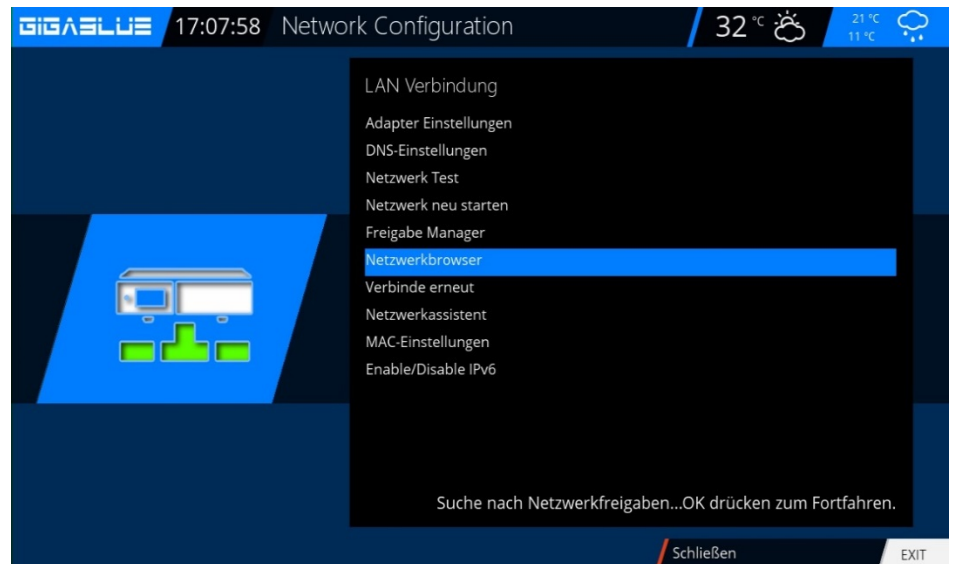 GIGABLUE 17:07:58 Network Configuration 32 °C 21 °C
11 °C
LAN Verbindung
Adapter Einstellungen
DNS-Einstellungen
Netzwerk Test
Netzwerk neu starten
Freigabe Manager
Netzwerkbrowser
Verbinde erneut
Netzwerkassistent
MAC-Einstellungen
Enable/Disable IPv6
Suche nach Netzwerkfreigaben...OK drücken zum Fortfahren.
Schließen EXIT